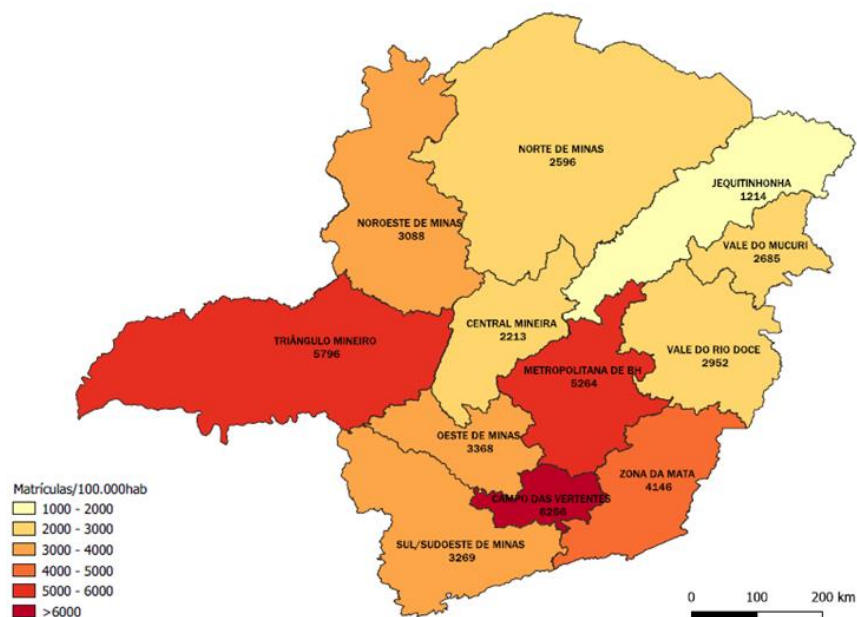 NORTE DE MINAS
2596
JEQUITINHONHA
1214
NOROESTE DE MINAS
3088
VALE DO MUCURI
2685
CENTRAL MINEIRA
2213
TRIÂNGULO MINEIRO
5796
VALE DO RIO DOCE
2952
METROPOLITANA DE BH
5264
OESTE DE MINAS
3368
ZONA DA MATA
4146
CAMPO DAS VERTENTES
6256
SUL/SUDOESTE DE MINAS
3269
Matrículas/100.000hab
1000 - 2000
2000 - 3000
3000 - 4000
4000 - 5000
5000 - 6000
>6000
0 100 200 km